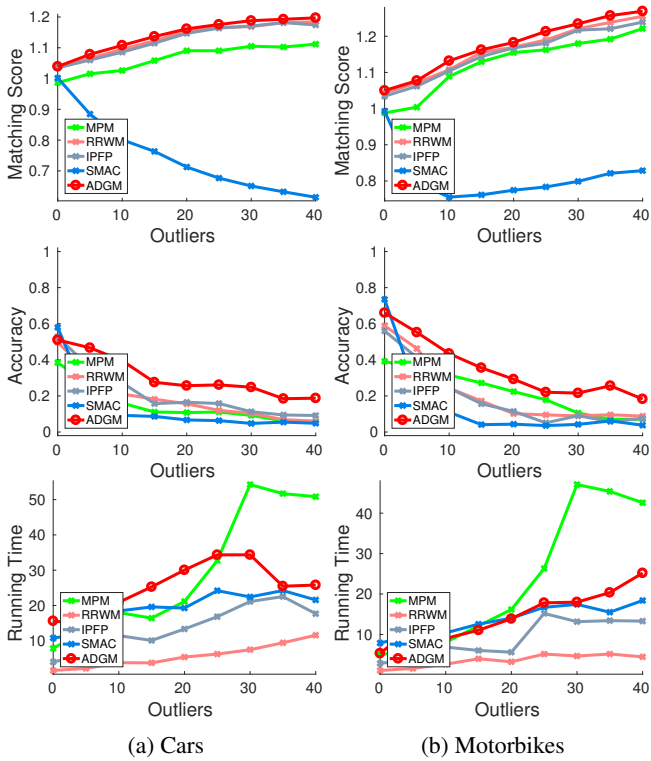 1.2
1.1
1
0.9
0.8
0.7
Matching Score
MPM
RRWM
IPFP
SMAC
ADGM
0 10 20 30 40
Outliers
1.2
1.1
1
0.8
Matching Score
MPM
RRWM
IPFP
SMAC
ADGM
0 10 20 30 40
Outliers
1
0.8
0.6
0.4
0.2
0
Accuracy
MPM
RRWM
IPFP
SMAC
ADGM
0 10 20 30 40
Outliers
1
0.8
0.6
0.4
0.2
0
Accuracy
MPM
RRWM
IPFP
SMAC
ADGM
0 10 20 30 40
Outliers
50
40
30
20
10
Running Time
MPM
RRWM
IPFP
SMAC
ADGM
0 10 20 30 40
Outliers
40
30
20
10
Running Time
MPM
RRWM
IPFP
SMAC
ADGM
0 10 20 30 40
Outliers
(a) Cars
(b) Motorbikes